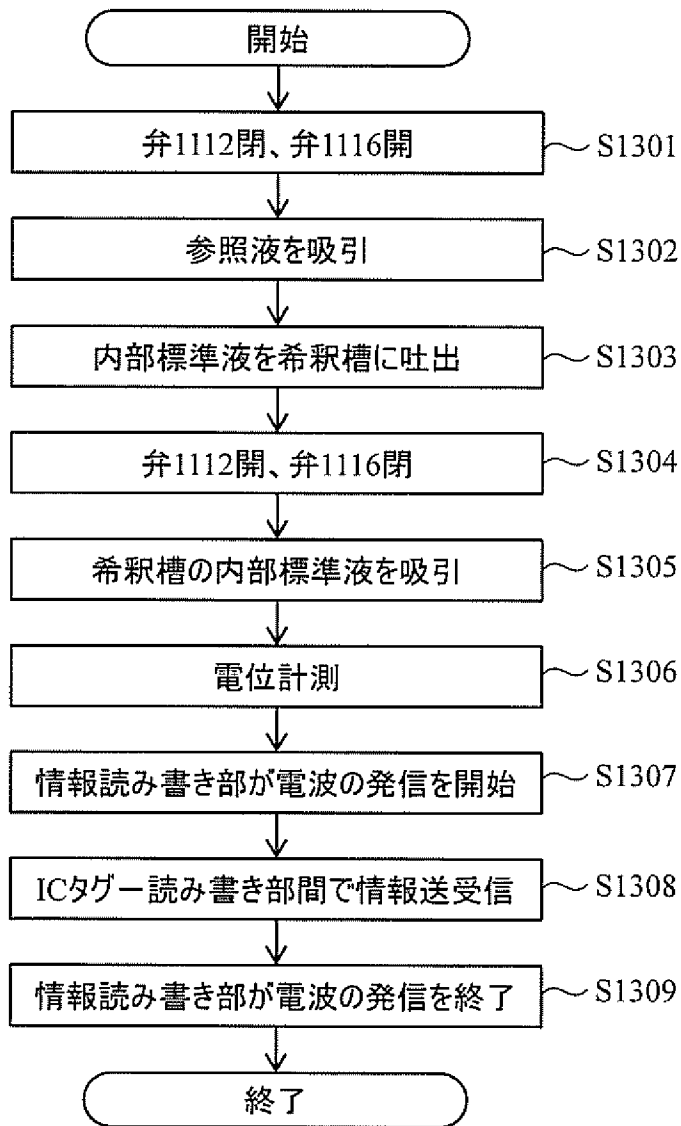 開始
弁1112閉、弁1116開
S1301
参照液を吸引
S1302
内部標準液を希釈槽に吐出
S1303
弁1112開、弁1116閉
S1304
希釈槽の内部標準液を吸引
S1305
電位計測
S1306
情報読み書き部が電波の発信を開始
S1307
ICタグー読み書き部間で情報送受信
S1308
情報読み書き部が電波の発信を終了
S1309
終了